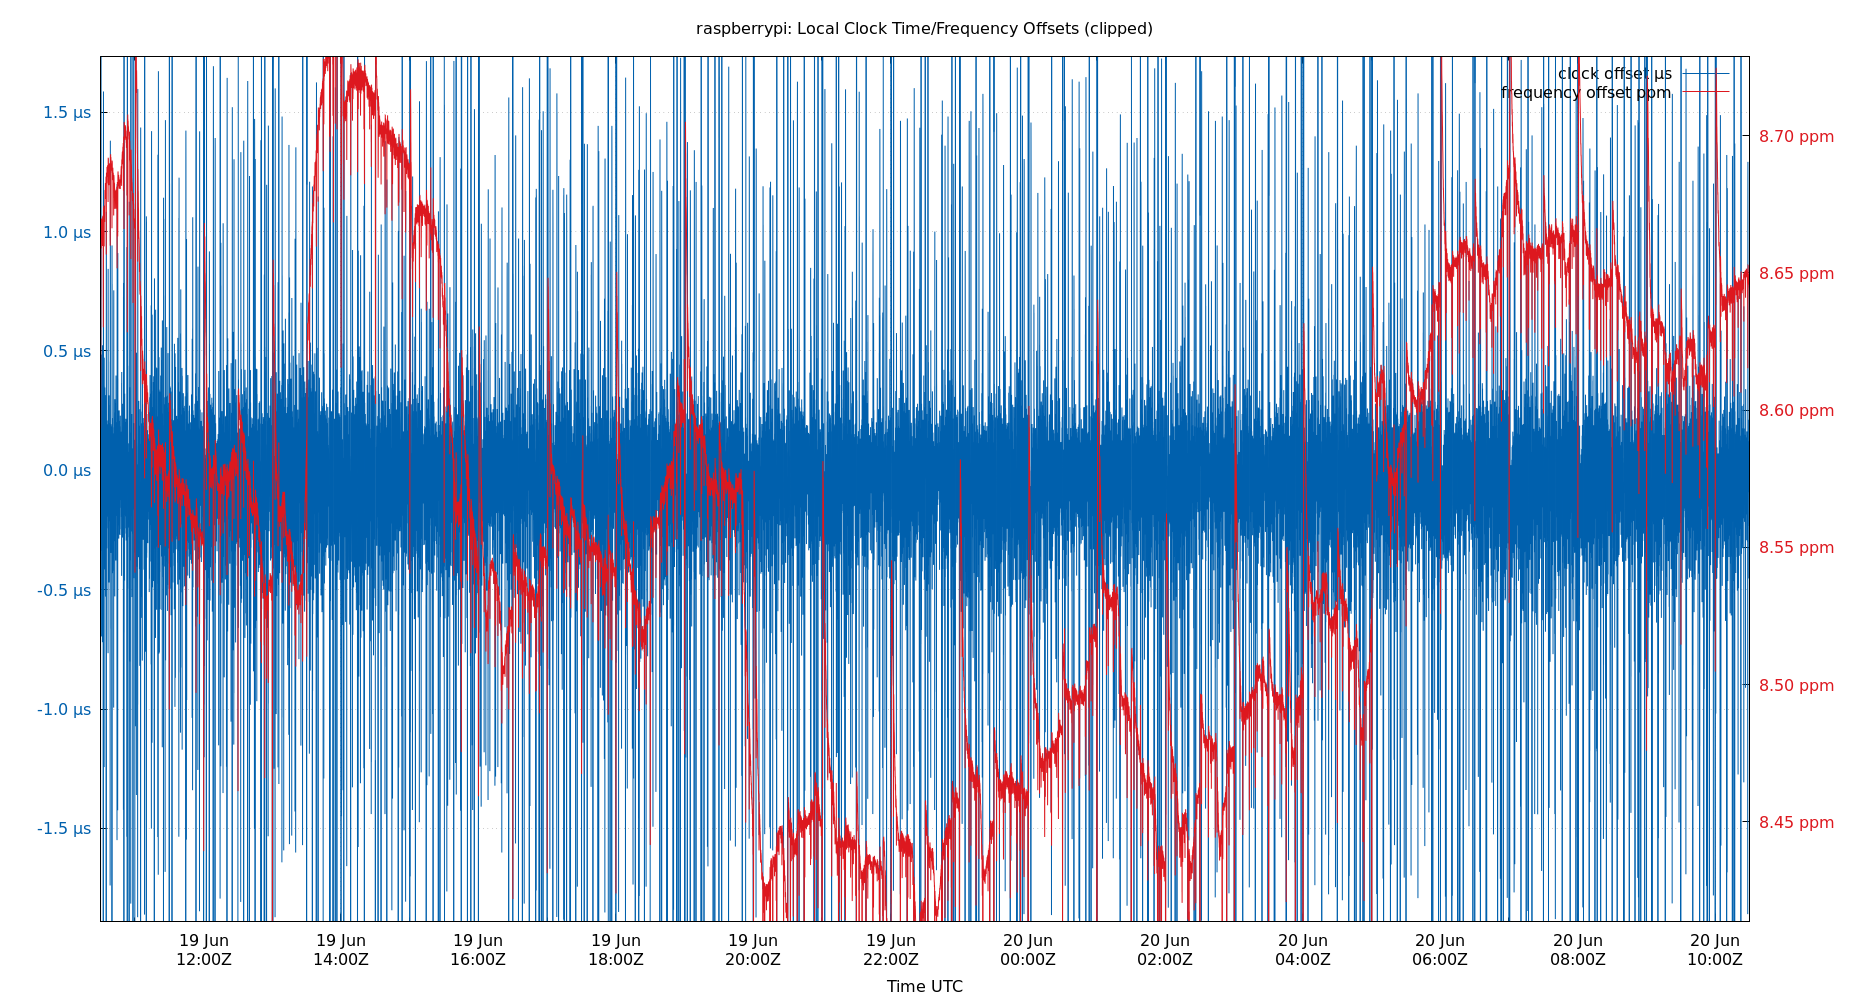 raspberrypi: Local Clock Time/Frequency Offsets (clipped)
clock offset µs
frequency offset ppm
1.5 µs
1.0 µs
0.5 µs
0.0 µs
-0.5 µs
-1.0 µs
-1.5 µs
8.70 ppm
8.65 ppm
8.60 ppm
8.55 ppm
8.50 ppm
8.45 ppm
19 Jun 19 Jun 19 Jun 19 Jun 19 Jun 19 Jun 20 Jun 20 Jun 20 Jun 20 Jun 20 Jun 20 Jun
12:00Z 14:00Z 16:00Z 18:00Z 20:00Z 22:00Z 00:00Z 02:00Z 04:00Z 06:00Z 08:00Z 10:00Z
Time UTC